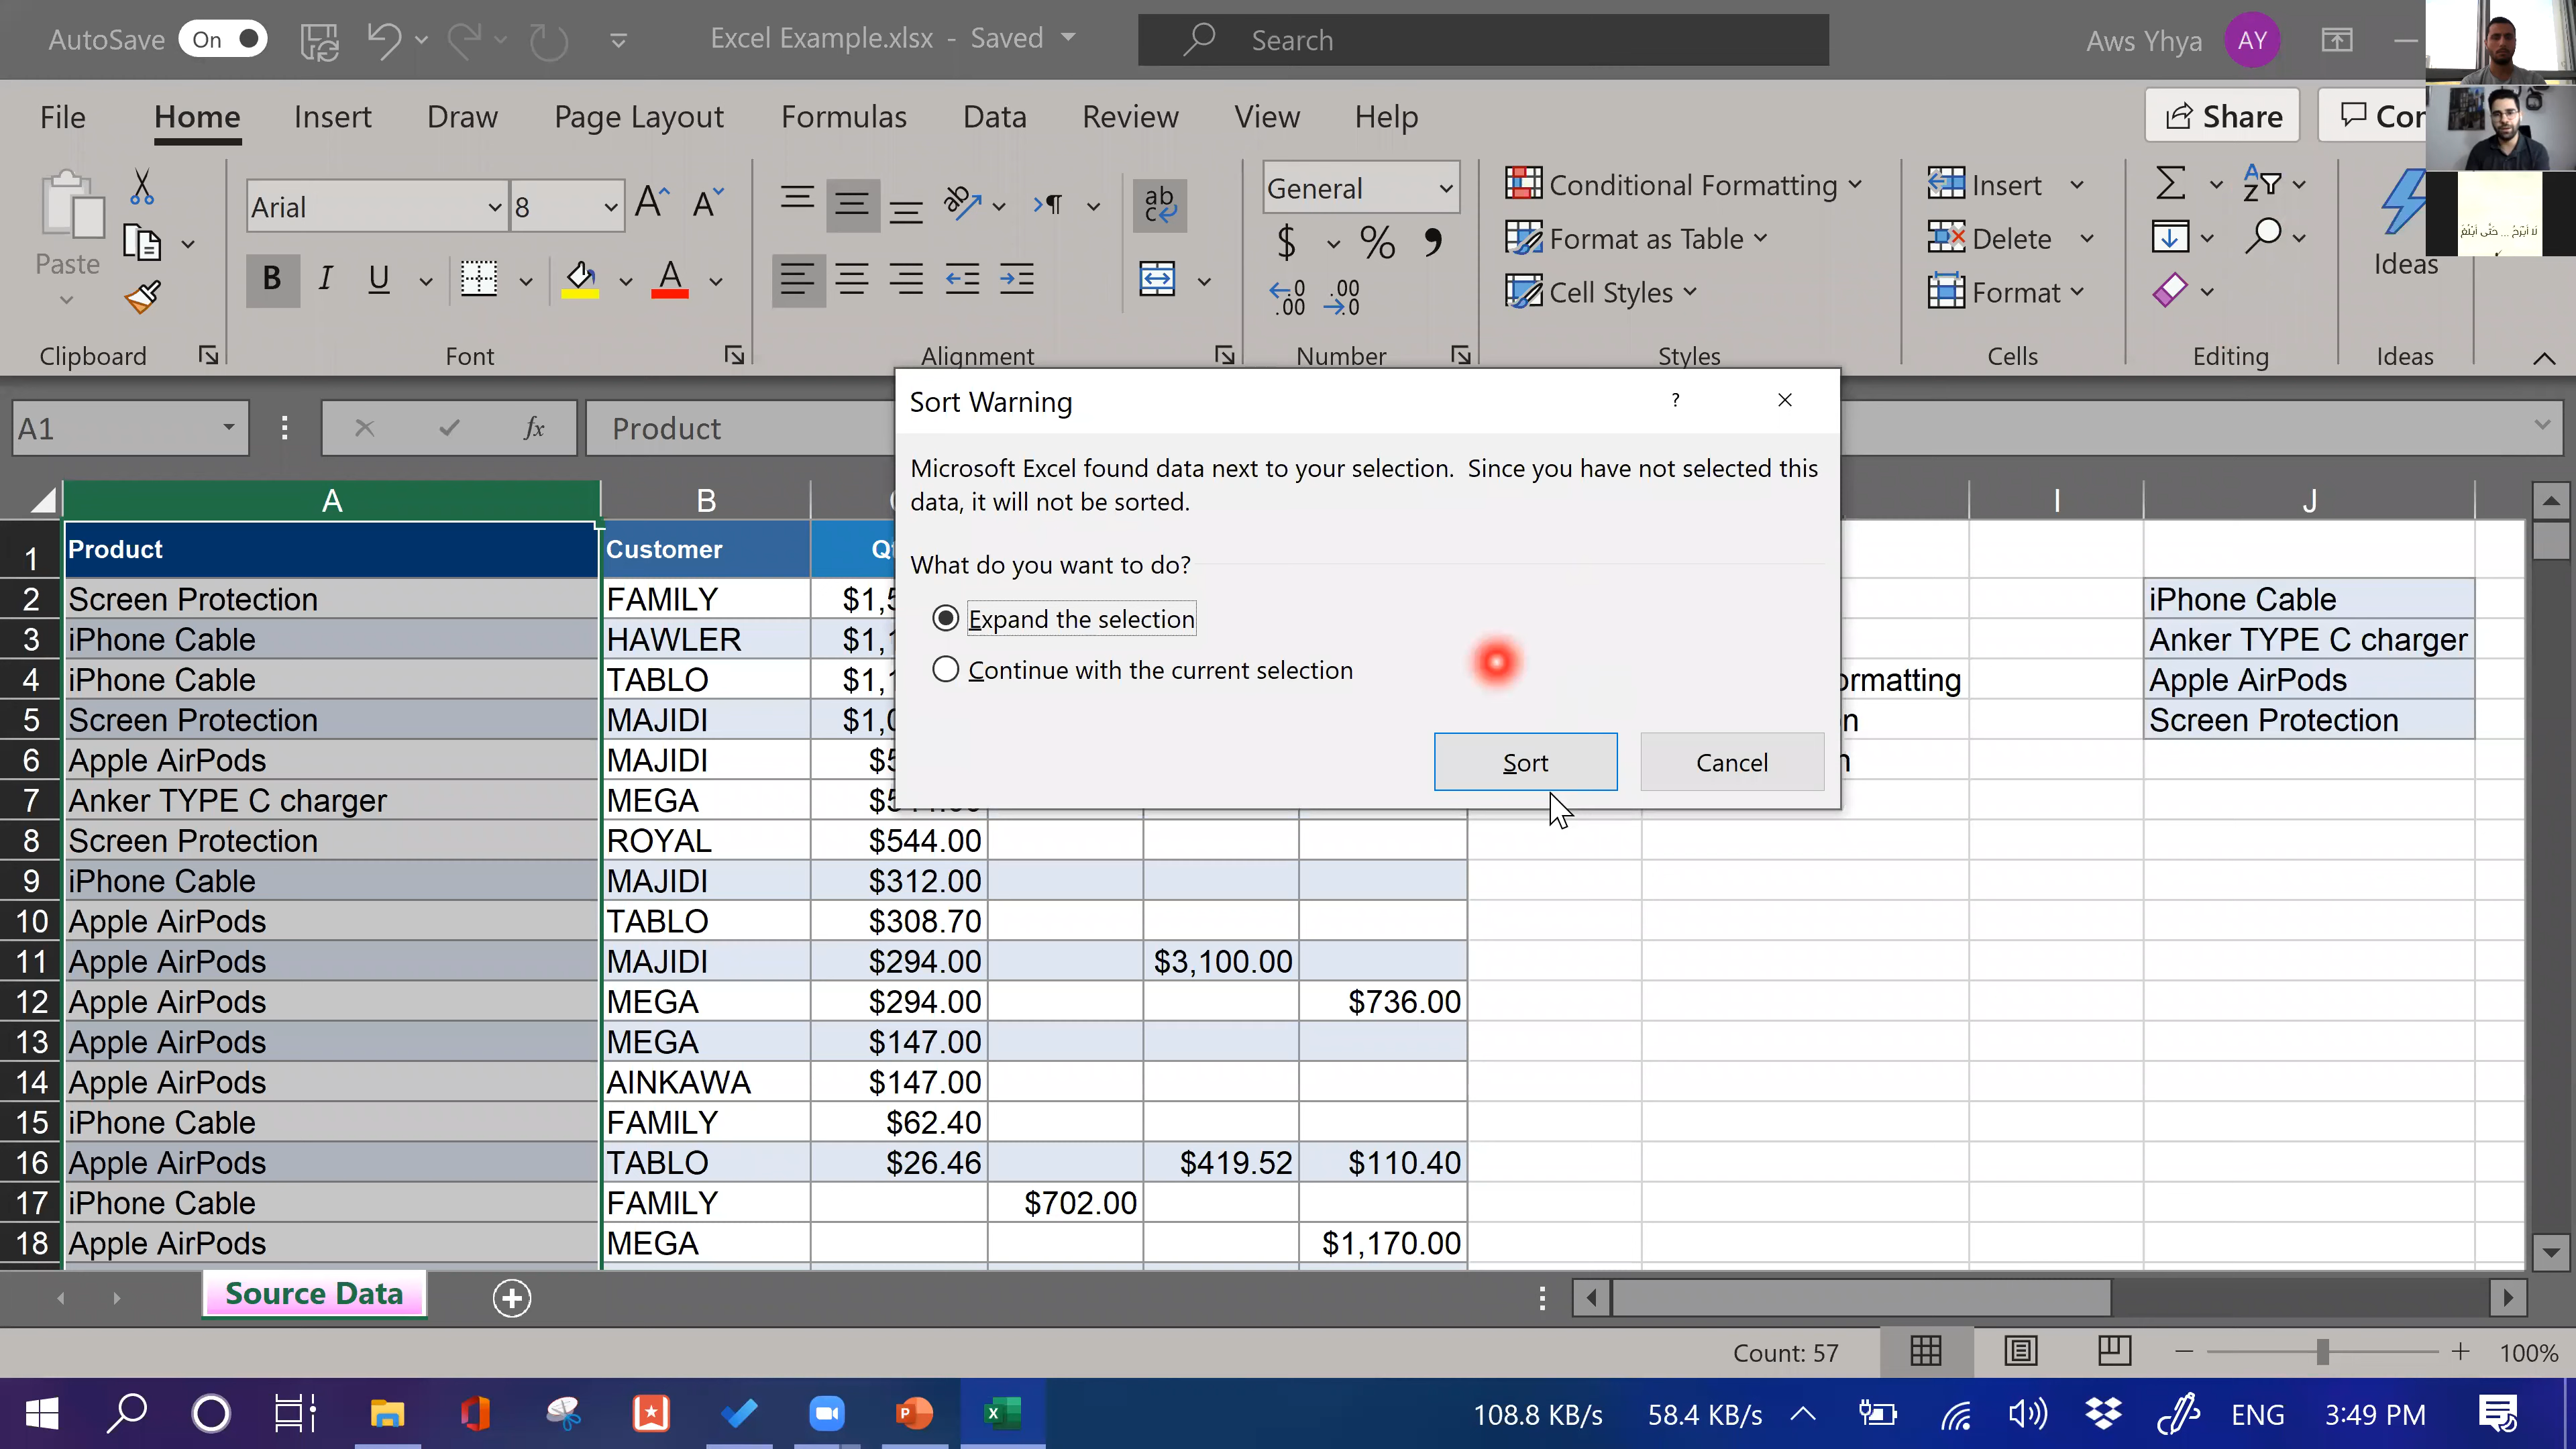 AutoSave On Excel Example.xlsx - Saved Search Aws Yhya AY
File Home Insert Draw Page Layout Formulas Data Review View Help Share
Paste Arial 8 General Conditional Formatting Insert
$ % Format as Table Delete
B I U A Cell Styles Format Ideas
Clipboard Font Alignment Number Styles Cells Editing Ideas
لا أبرح ... حتى أبلغ
A1 fx Product
Sort Warning
Microsoft Excel found data next to your selection. Since you have not selected this
data, it will not be sorted.
What do you want to do?
Expand the selection
Continue with the current selection
Sort Cancel
A B I J
1 Product Customer
2 Screen Protection FAMILY iPhone Cable
3 iPhone Cable HAWLER Anker TYPE C charger
4 iPhone Cable TABLO Apple AirPods
5 Screen Protection MAJIDI Screen Protection
6 Apple AirPods MAJIDI
7 Anker TYPE C charger MEGA
8 Screen Protection ROYAL $544.00
9 iPhone Cable MAJIDI $312.00
10 Apple AirPods TABLO $308.70
11 Apple AirPods MAJIDI $294.00 $3,100.00
12 Apple AirPods MEGA $294.00 $736.00
13 Apple AirPods MEGA $147.00
14 Apple AirPods AINKAWA $147.00
15 iPhone Cable FAMILY $62.40
16 Apple AirPods TABLO $26.46 $419.52 $110.40
17 iPhone Cable FAMILY $702.00
18 Apple AirPods MEGA $1,170.00
Source Data
Count: 57 100%
108.8 KB/s 58.4 KB/s ENG 3:49 PM